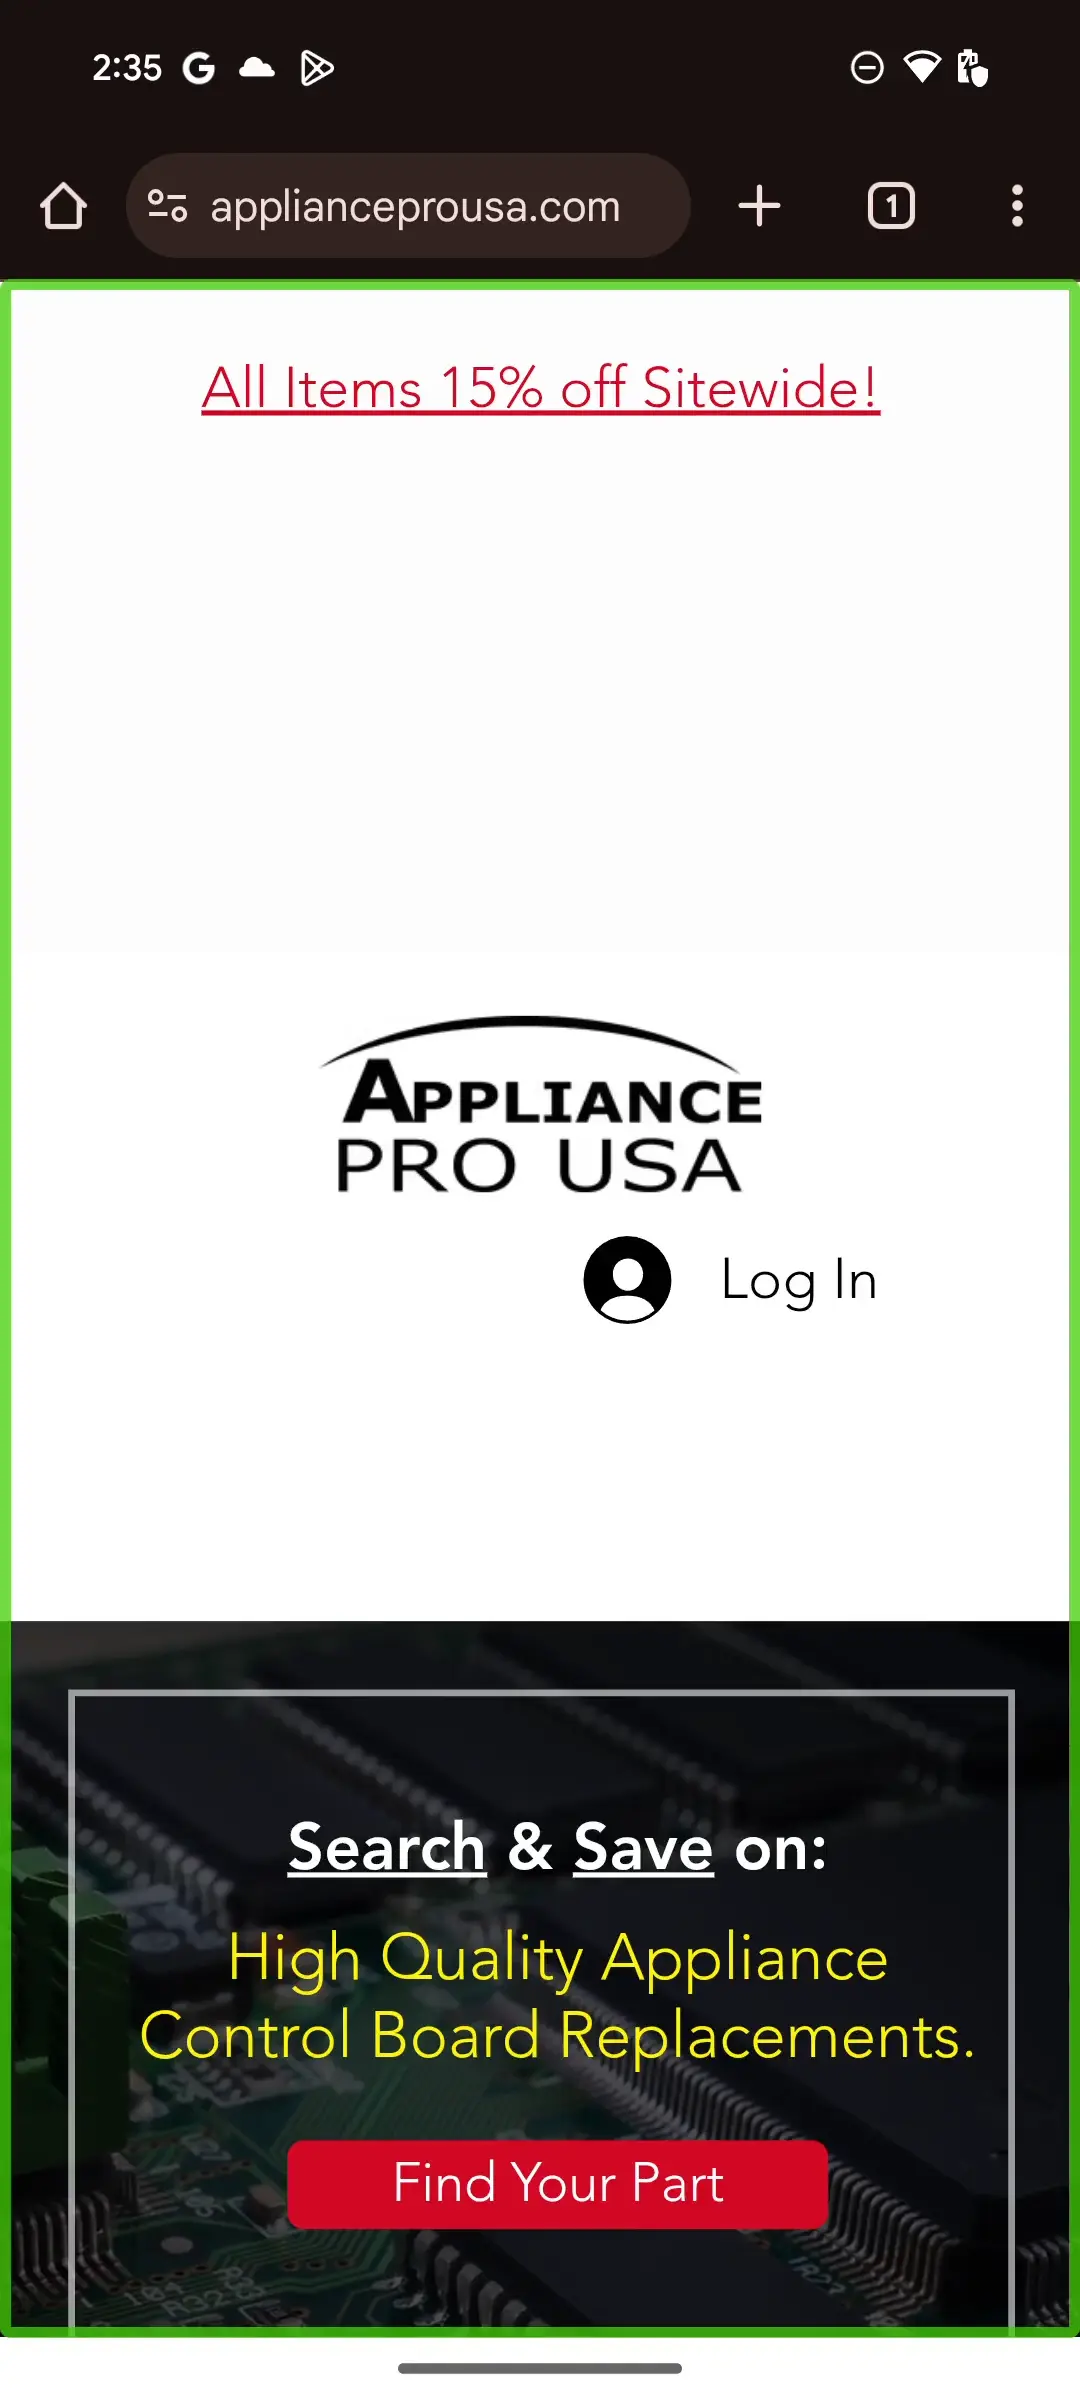 2:35
applianceprousa.com
1
All Items 15% off Sitewide!
APPLIANCE
PRO USA
Log In
Search & Save on:
High Quality Appliance
Control Board Replacements.
Find Your Part